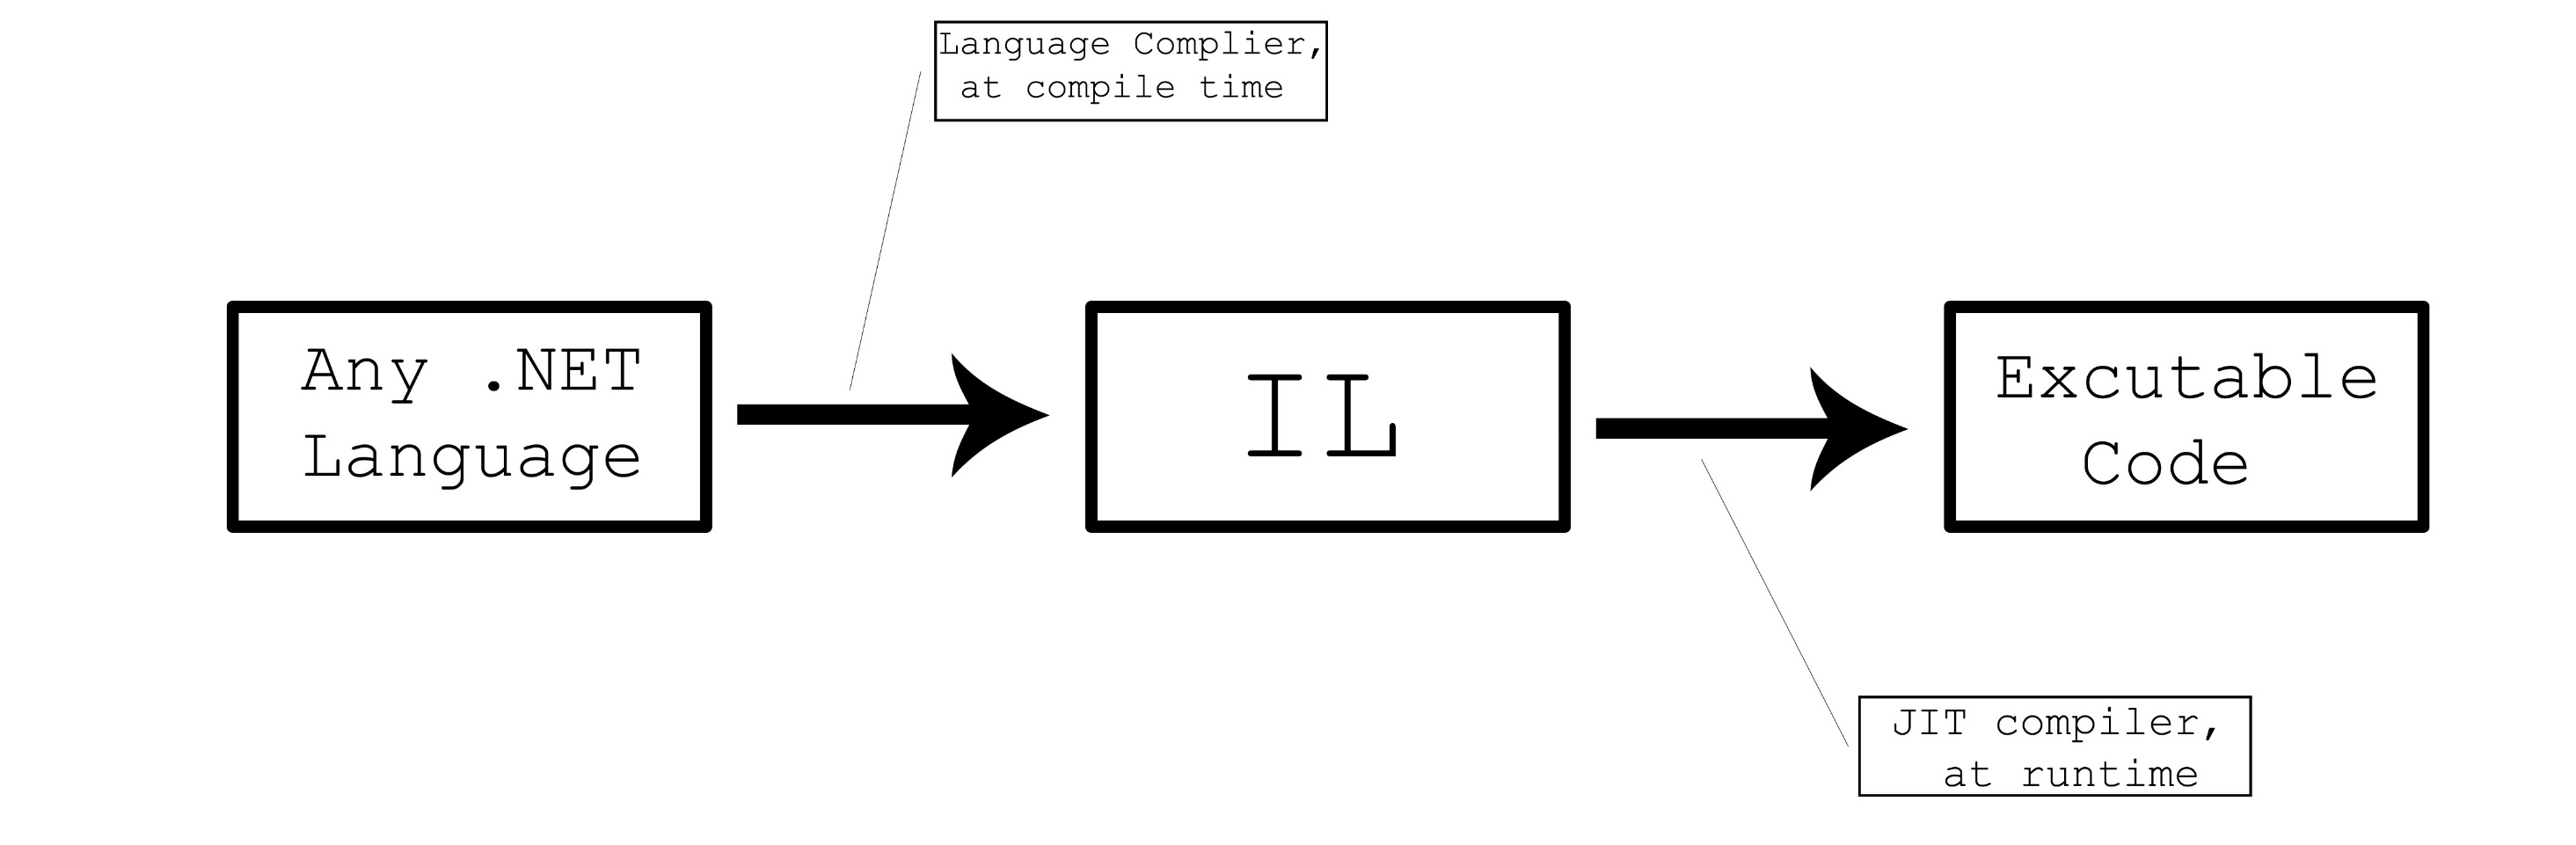 Language Complier,
at compile time
Any .NET
Language
IL
Excutable
Code
JIT compiler,
at runtime